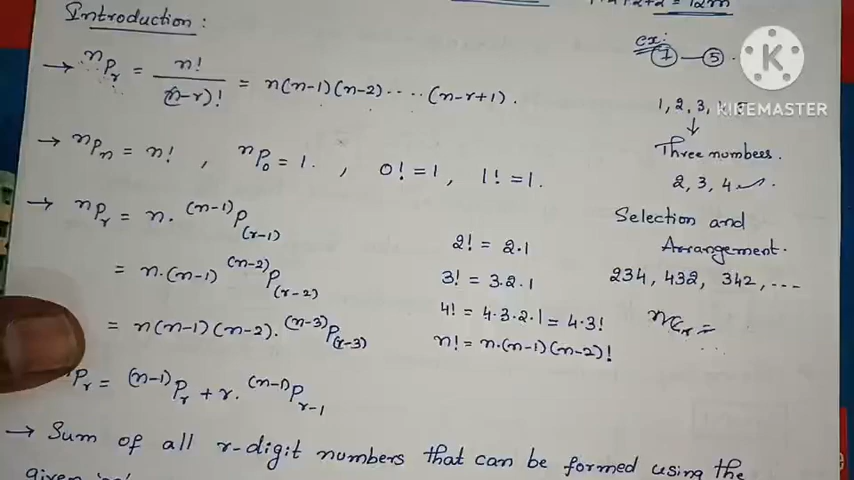 = 12m
Introduction :
→ nPr = n! / (n-r)! = n(n-1)(n-2) .... (n-r+1).
→ nPn = n! , nP0 = 1. , 0! = 1 , 1! = 1.
→ nPr = n. (n-1)P(r-1)
= n.(n-1) (n-2)P(r-2)
= n(n-1)(n-2). (n-3)P(r-3)
Pr = (n-1)Pr + r. (n-1)Pr-1
→ Sum of all r-digit numbers that can be formed using the
given
2! = 2.1
3! = 3.2.1
4! = 4.3.2.1 = 4.3!
n! = n.(n-1)(n-2)!
ex:
1 — 5
1, 2, 3,
↓
Three numbers.
2, 3, 4
Selection and
Arrangement.
234, 432, 342, ...
nCr =
K
KINEMASTER